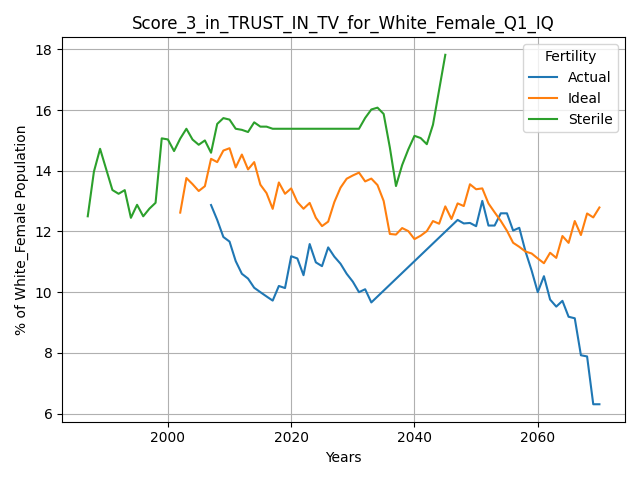 Score_3_in_TRUST_IN_TV_for_White_Female_Q1_IQ
18
16
14
12
10
8
6
% of White_Female Population
Fertility
Actual
Ideal
Sterile
2000
2020
2040
2060
Years